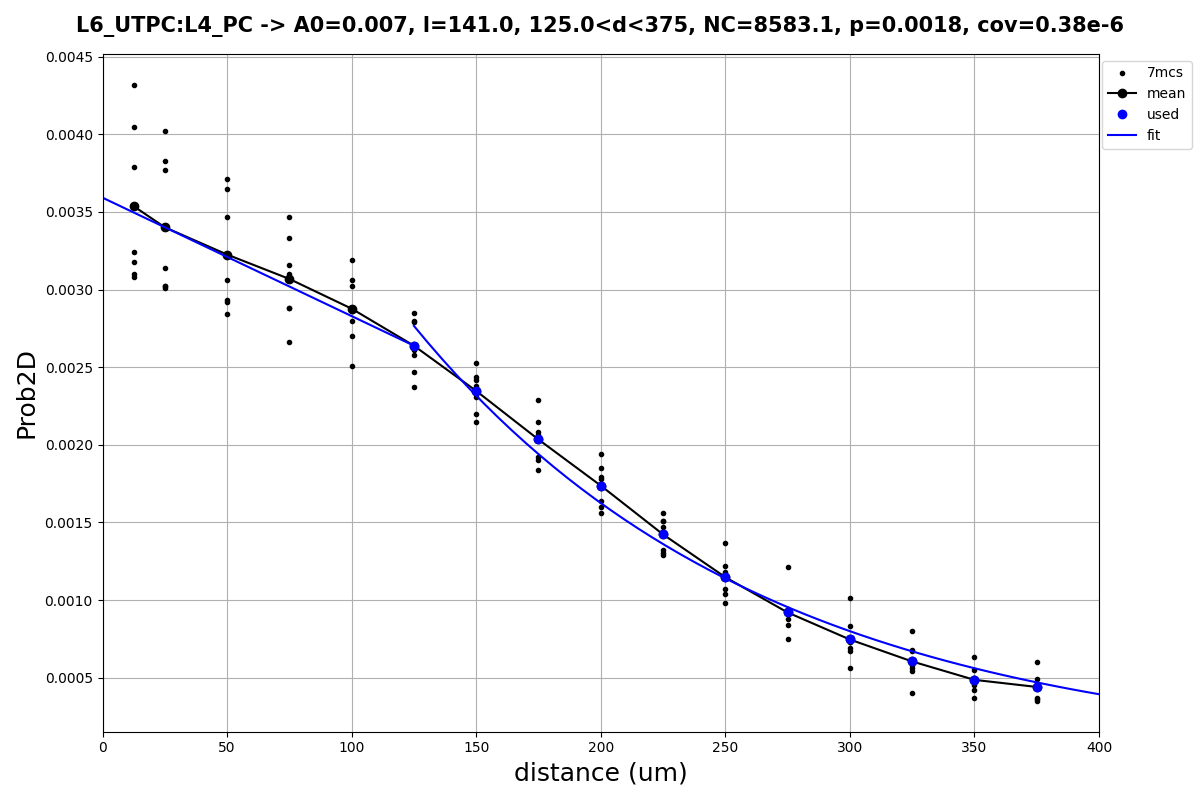 L6_UTPC:L4_PC -> A0=0.007, l=141.0, 125.0<d<375, NC=8583.1, p=0.0018, cov=0.38e-6
0.0045
0.0040
0.0035
0.0030
0.0025
0.0020
0.0015
0.0010
0.0005
Prob2D
0 50 100 150 200 250 300 350 400
distance (um)
7mcs
mean
used
fit